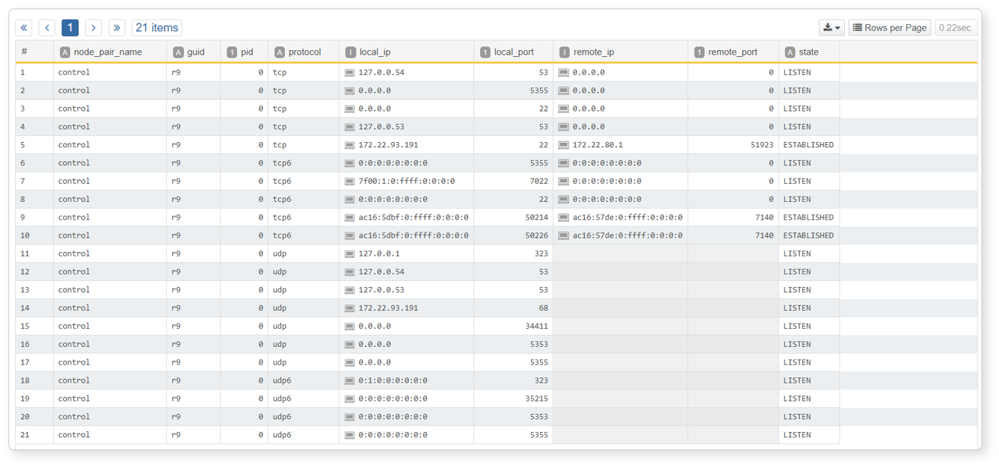 « ‹ 1 › » 21 items Rows per Page 0.22sec.
# A node_pair_name A guid 1 pid A protocol I local_ip 1 local_port I remote_ip 1 remote_port A state
1 control r9 0 tcp 127.0.0.54 53 0.0.0.0 0 LISTEN
2 control r9 0 tcp 0.0.0.0 5355 0.0.0.0 0 LISTEN
3 control r9 0 tcp 0.0.0.0 22 0.0.0.0 0 LISTEN
4 control r9 0 tcp 127.0.0.53 53 0.0.0.0 0 LISTEN
5 control r9 0 tcp 172.22.93.191 22 172.22.80.1 51923 ESTABLISHED
6 control r9 0 tcp6 0:0:0:0:0:0:0:0 5355 0:0:0:0:0:0:0:0 0 LISTEN
7 control r9 0 tcp6 7f00:1:0:ffff:0:0:0:0 7022 0:0:0:0:0:0:0:0 0 LISTEN
8 control r9 0 tcp6 0:0:0:0:0:0:0:0 22 0:0:0:0:0:0:0:0 0 LISTEN
9 control r9 0 tcp6 ac16:5dbf:0:ffff:0:0:0:0 50214 ac16:57de:0:ffff:0:0:0:0 7140 ESTABLISHED
10 control r9 0 tcp6 ac16:5dbf:0:ffff:0:0:0:0 50226 ac16:57de:0:ffff:0:0:0:0 7140 ESTABLISHED
11 control r9 0 udp 127.0.0.1 323 LISTEN
12 control r9 0 udp 127.0.0.54 53 LISTEN
13 control r9 0 udp 127.0.0.53 53 LISTEN
14 control r9 0 udp 172.22.93.191 68 LISTEN
15 control r9 0 udp 0.0.0.0 34411 LISTEN
16 control r9 0 udp 0.0.0.0 5353 LISTEN
17 control r9 0 udp 0.0.0.0 5355 LISTEN
18 control r9 0 udp6 0:1:0:0:0:0:0:0 323 LISTEN
19 control r9 0 udp6 0:0:0:0:0:0:0:0 35215 LISTEN
20 control r9 0 udp6 0:0:0:0:0:0:0:0 5353 LISTEN
21 control r9 0 udp6 0:0:0:0:0:0:0:0 5355 LISTEN